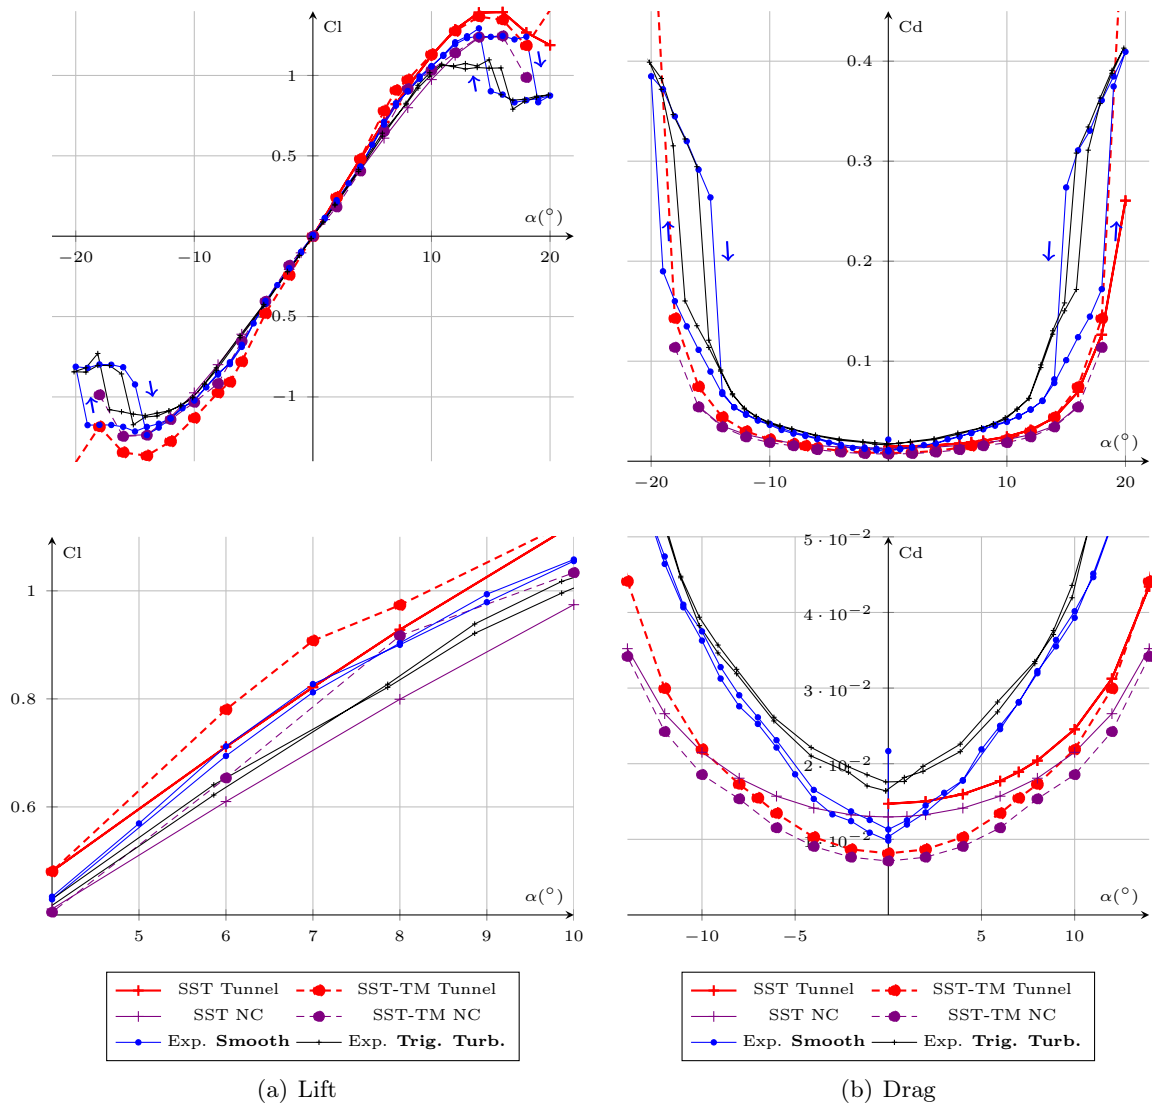 Cl
1
0.5
α(°)
−20
−10
10
20
0.5
−1
Cd
0.4
0.3
0.2
0.1
α(°)
−20
−10
10
20
Cl
1
0.8
0.6
α(°)
5
6
7
8
9
10
5 · 10⁻²
Cd
4 · 10⁻²
3 · 10⁻²
2 · 10⁻²
· 10⁻²
α(°)
−10
−5
5
10
SST Tunnel
SST-TM Tunnel
SST NC
SST-TM NC
Exp. Smooth
Exp. Trig. Turb.
(a) Lift
SST Tunnel
SST-TM Tunnel
SST NC
SST-TM NC
Exp. Smooth
Exp. Trig. Turb.
(b) Drag